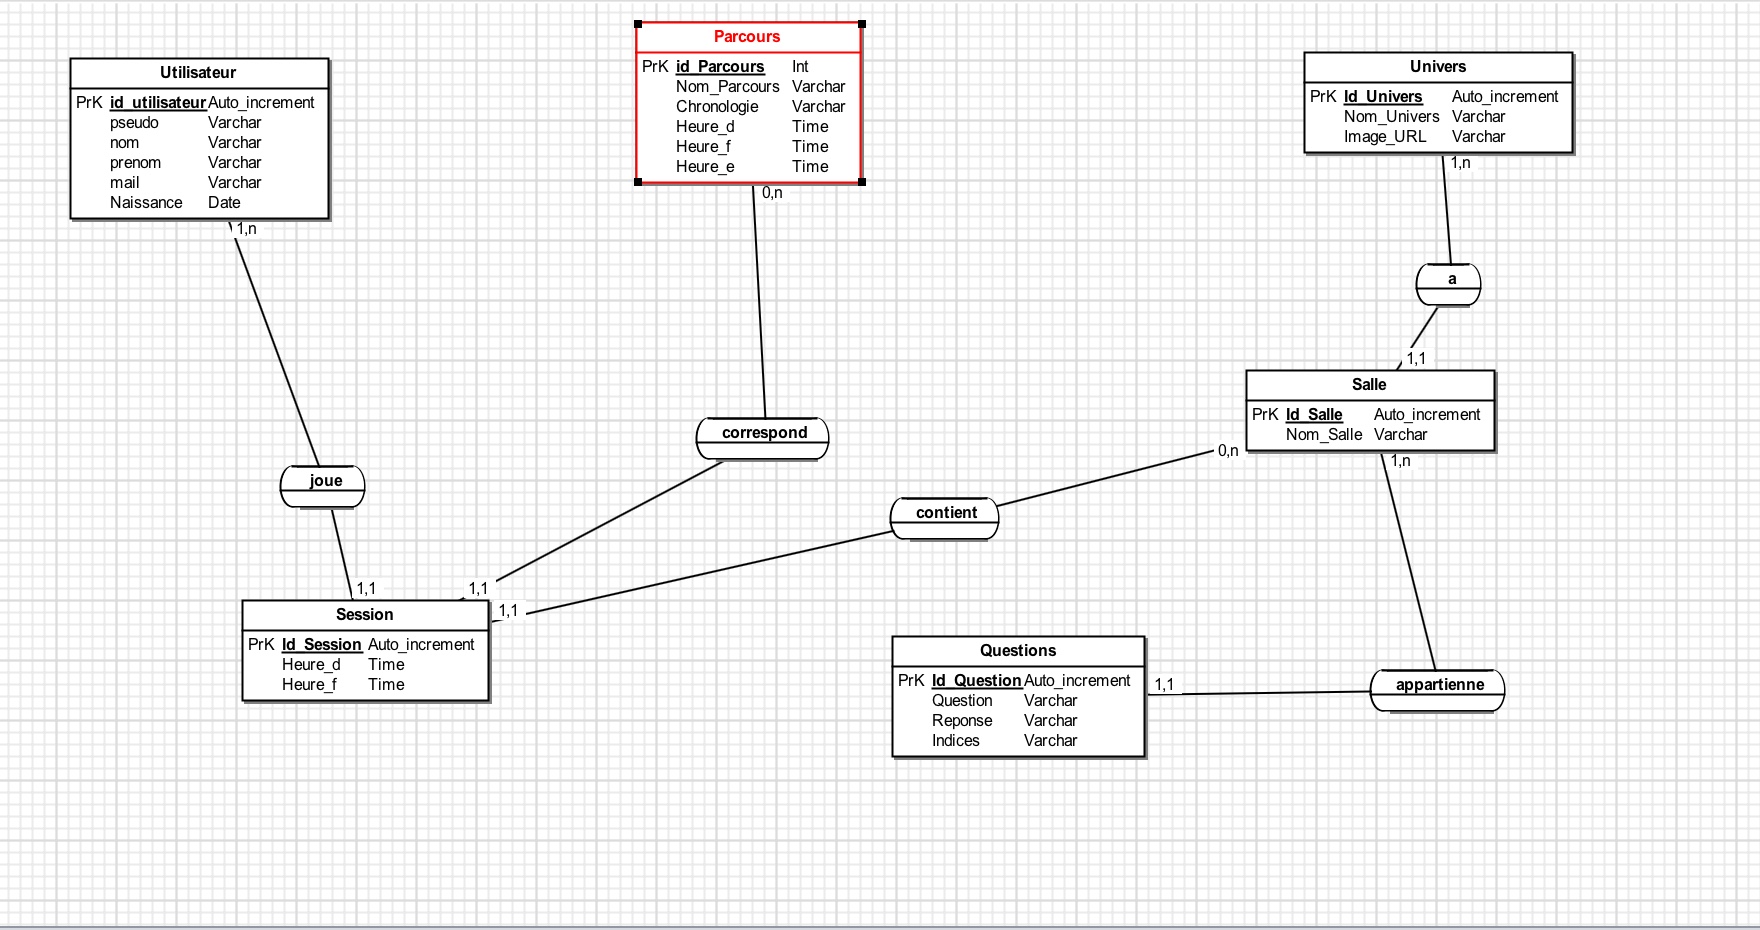 Utilisateur
PrK id_utilisateur Auto_increment
pseudo Varchar
nom Varchar
prenom Varchar
mail Varchar
Naissance Date
1,n
Parcours
PrK id_Parcours Int
Nom_Parcours Varchar
Chronologie Varchar
Heure_d Time
Heure_f Time
Heure_e Time
0,n
Univers
PrK Id_Univers Auto_increment
Nom_Univers Varchar
Image_URL Varchar
1,n
a
1,1
Salle
PrK Id_Salle Auto_increment
Nom_Salle Varchar
0,n
1,n
correspond
joue
contient
1,1
1,1
1,1
Session
PrK Id_Session Auto_increment
Heure_d Time
Heure_f Time
Questions
PrK Id_Question Auto_increment
Question Varchar
Reponse Varchar
Indices Varchar
1,1
appartienne